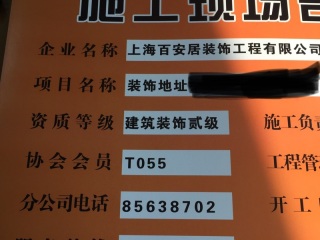 施工现场告
企业名称 上海百安居装饰工程有限公司
项目名称 装饰地址
资质等级 建筑装饰贰级 施工负责
协会会员 T055 工程管
分公司电话 85638702 开工